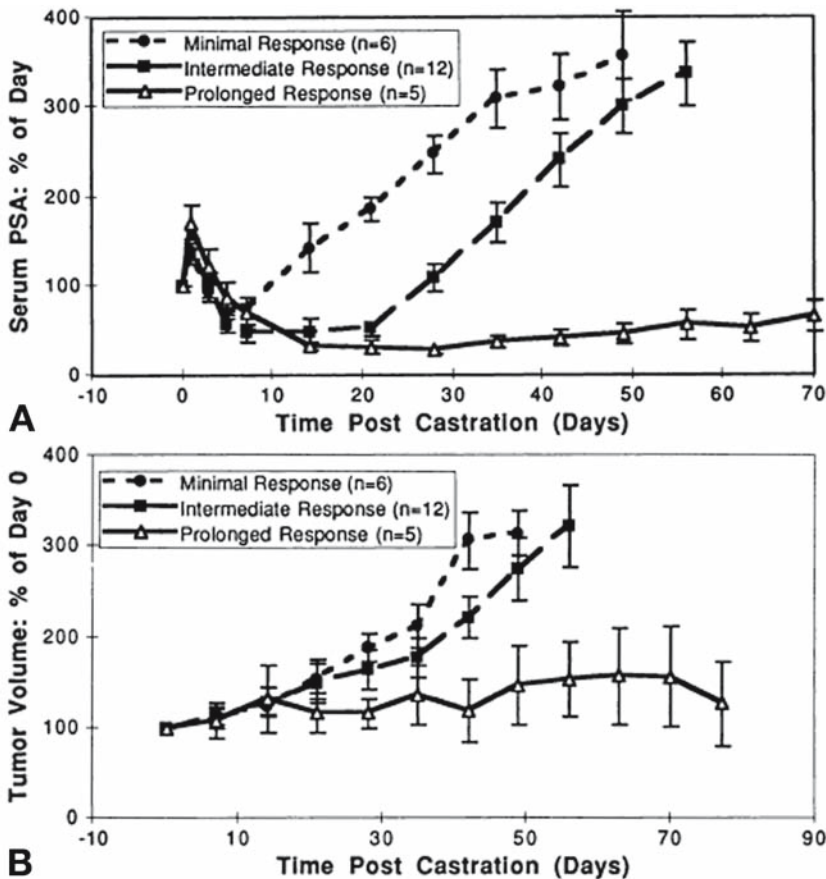 400
300
200
100
0
Serum PSA: % of Day
Minimal Response (n=6)
Intermediate Response (n=12)
Prolonged Response (n=5)
-10 0 10 20 30 40 50 60 70
Time Post Castration (Days)
A
400
300
200
100
0
Tumor Volume: % of Day 0
Minimal Response (n=6)
Intermediate Response (n=12)
Prolonged Response (n=5)
-10 10 30 50 70 90
Time Post Castration (Days)
B